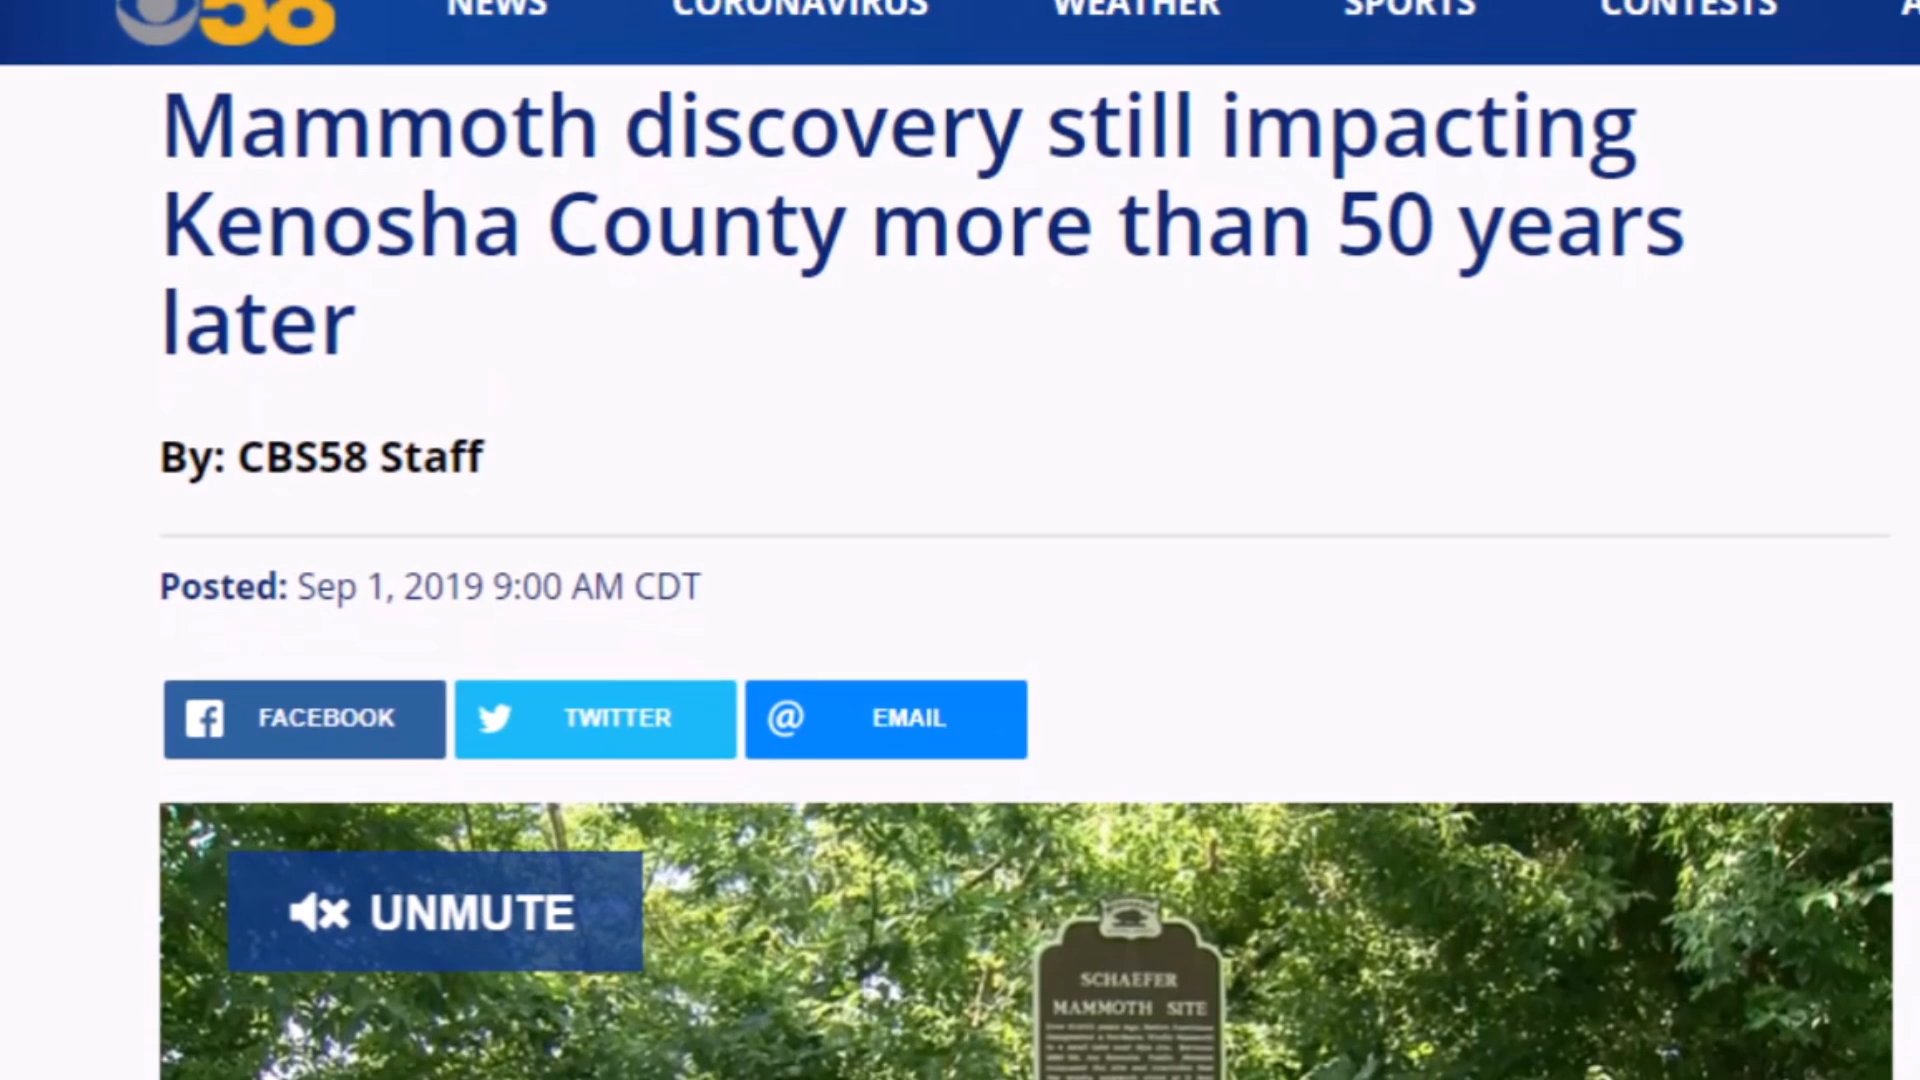 58
NEWS CORONAVIRUS WEATHER SPORTS CONTESTS
Mammoth discovery still impacting
Kenosha County more than 50 years
later
By: CBS58 Staff
Posted: Sep 1, 2019 9:00 AM CDT
FACEBOOK TWITTER @ EMAIL
UNMUTE
SCHAEFER
MAMMOTH SITE